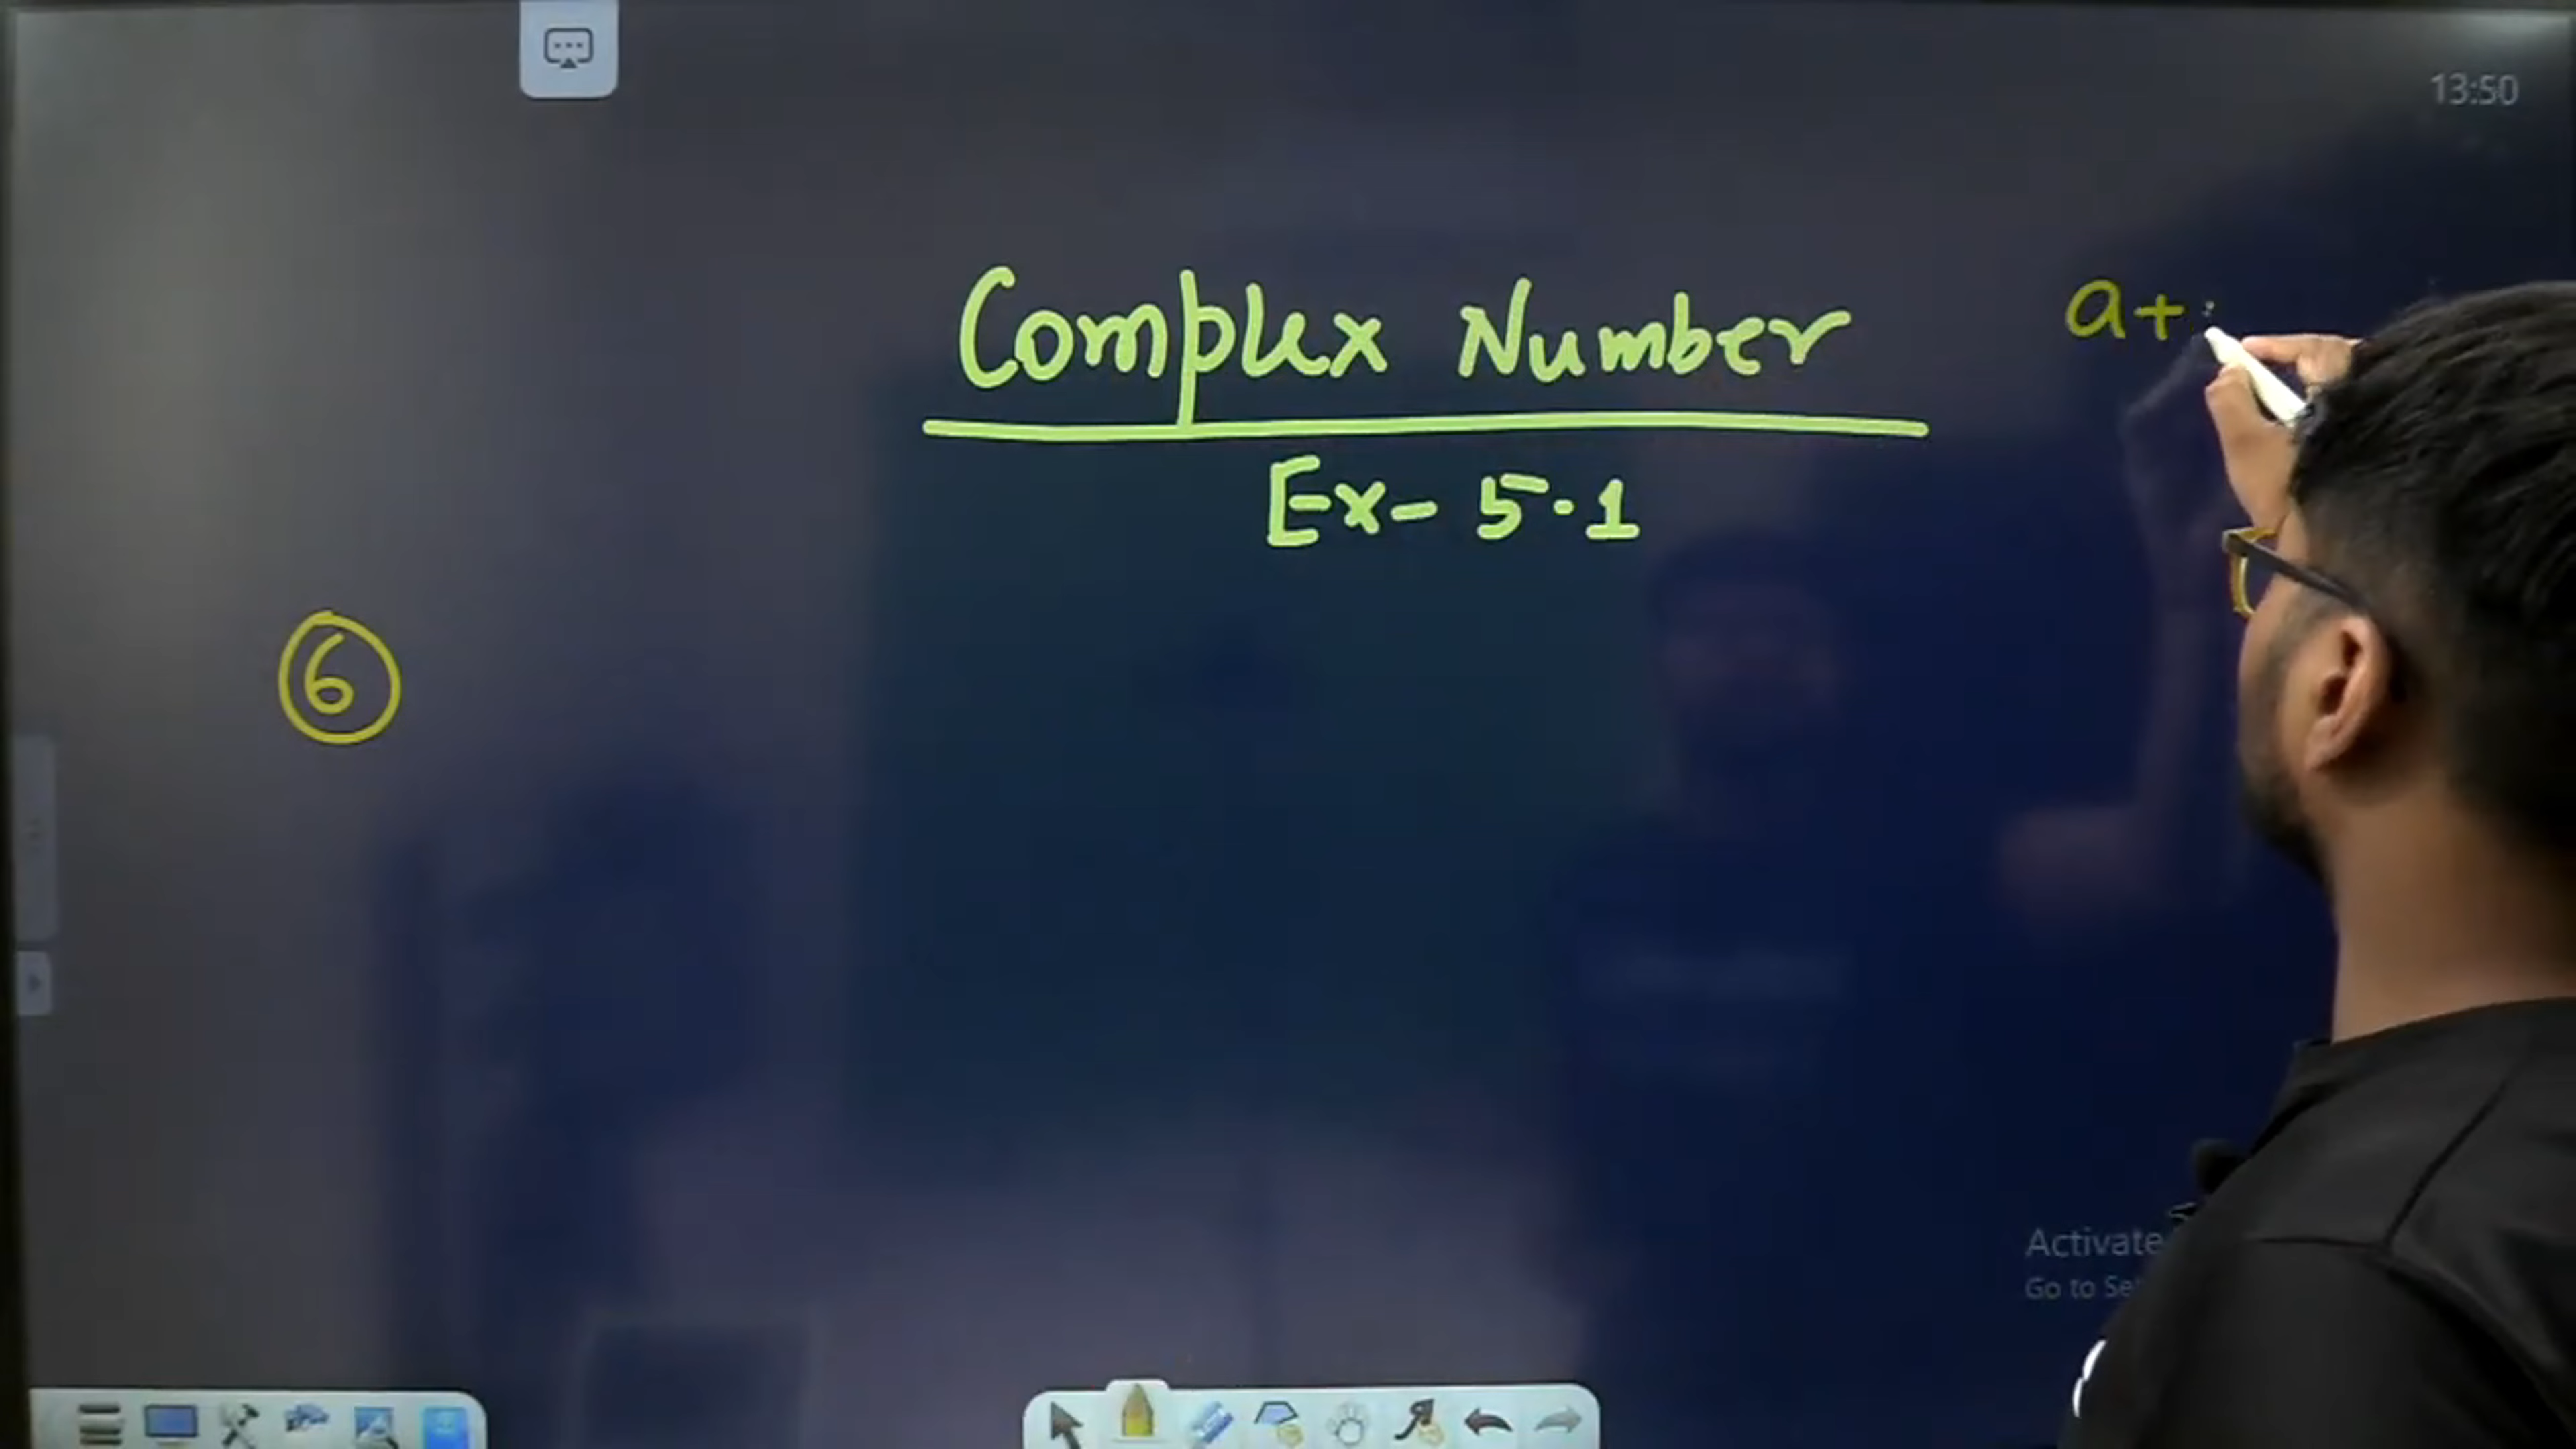 13:50
Complex Number
a+
Ex- 5.1
6
Activate
Go to Se